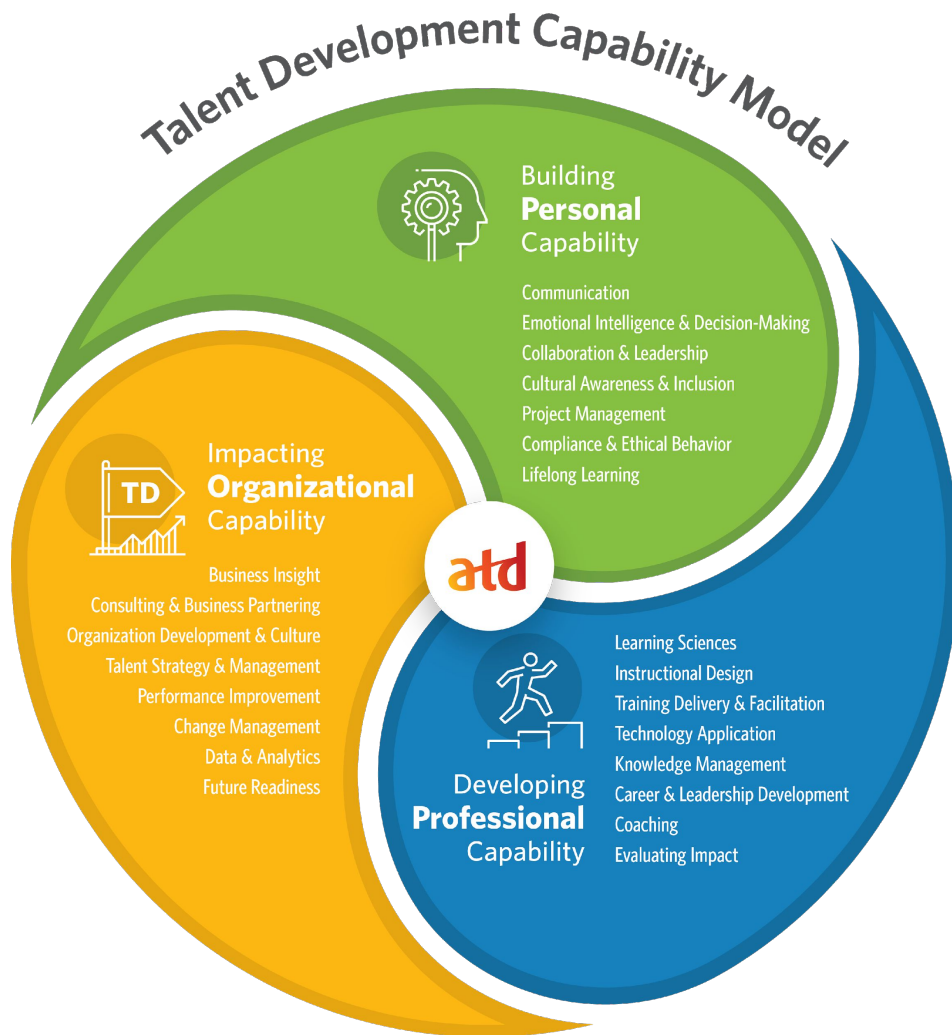 Talent Development Capability Model
Building
Personal
Capability
Communication
Emotional Intelligence & Decision-Making
Collaboration & Leadership
Cultural Awareness & Inclusion
Project Management
Compliance & Ethical Behavior
Lifelong Learning
TD
Impacting
Organizational
Capability
Business Insight
Consulting & Business Partnering
Organization Development & Culture
Talent Strategy & Management
Performance Improvement
Change Management
Data & Analytics
Future Readiness
atd
Developing
Professional
Capability
Learning Sciences
Instructional Design
Training Delivery & Facilitation
Technology Application
Knowledge Management
Career & Leadership Development
Coaching
Evaluating Impact